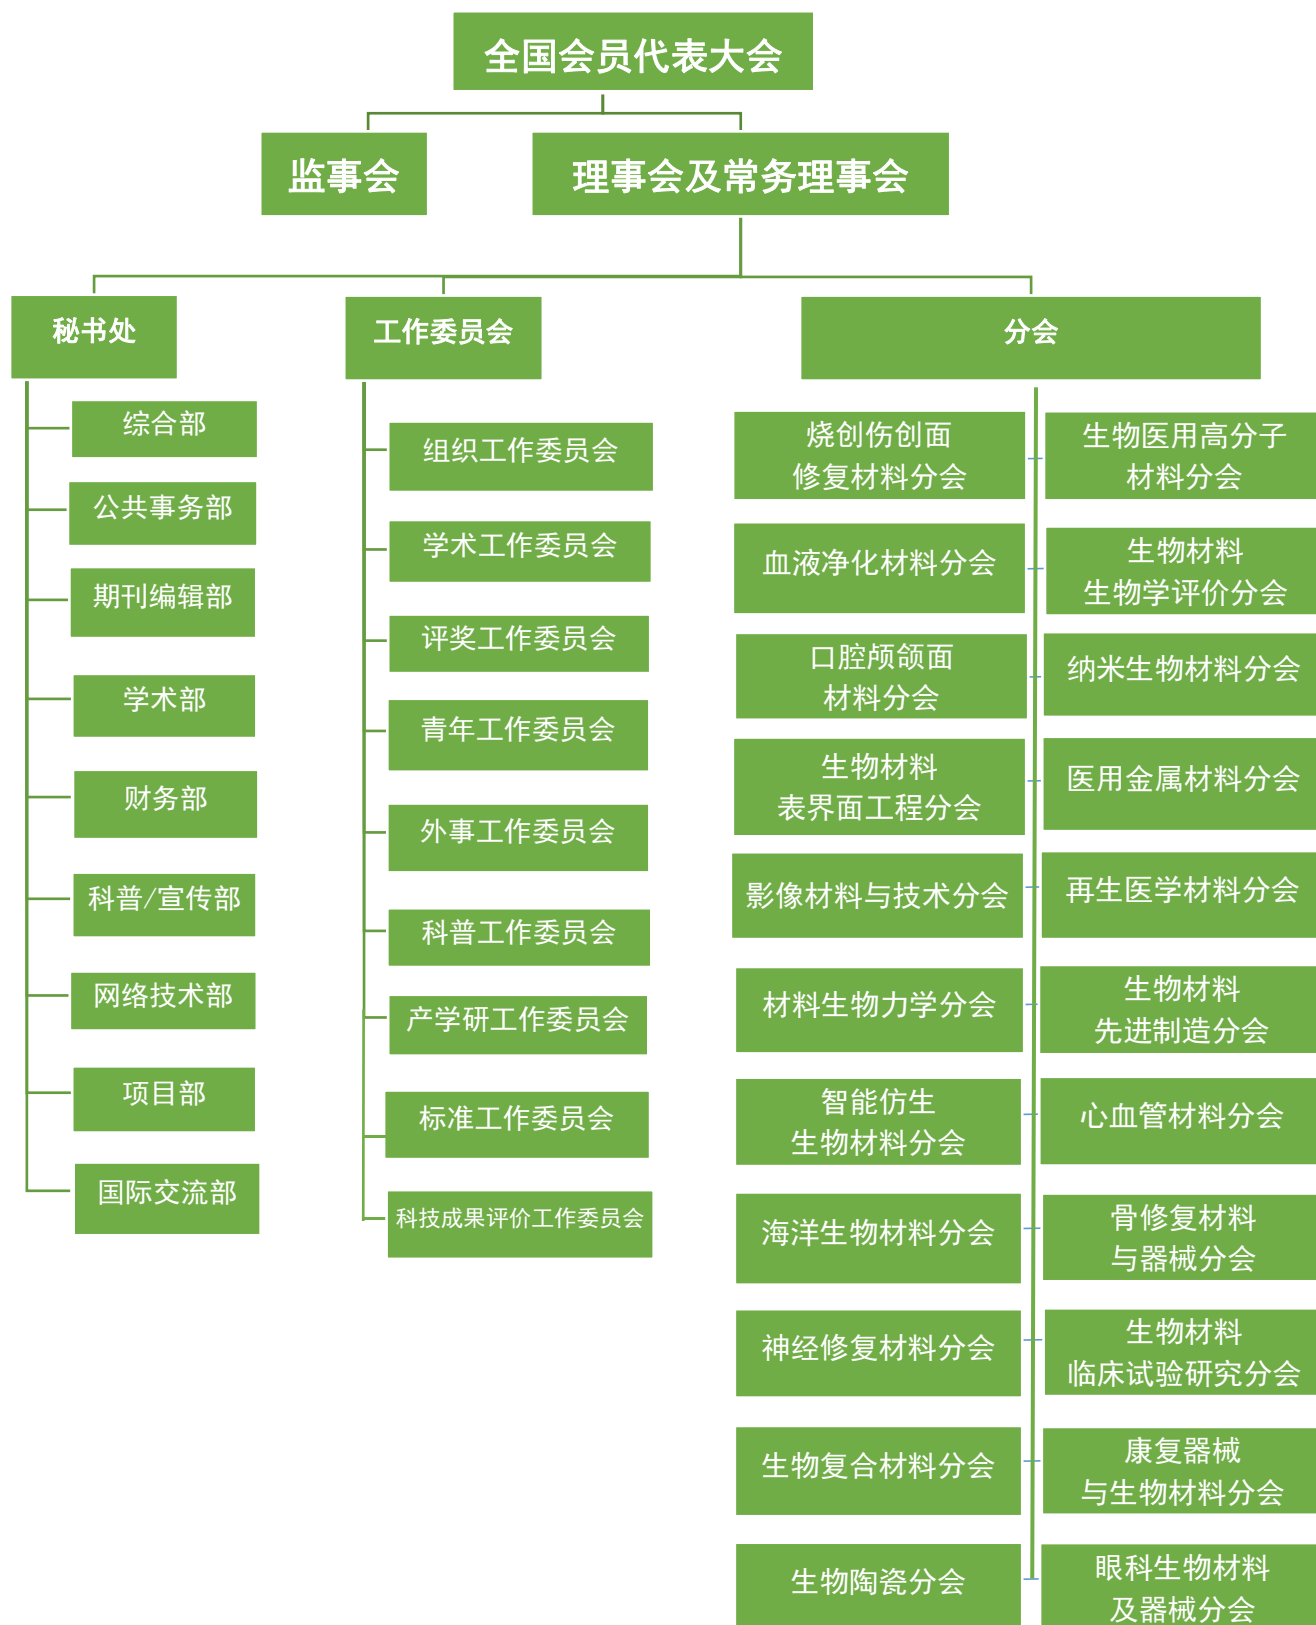 全国会员代表大会
监事会
理事会及常务理事会
秘书处
工作委员会
分会
综合部
公共事务部
期刊编辑部
学术部
财务部
科普/宣传部
网络技术部
项目部
国际交流部
组织工作委员会
学术工作委员会
评奖工作委员会
青年工作委员会
外事工作委员会
科普工作委员会
产学研工作委员会
标准工作委员会
科技成果评价工作委员会
烧创伤创面
修复材料分会
生物医用高分子
材料分会
血液净化材料分会
生物材料
生物学评价分会
口腔颅颌面
材料分会
纳米生物材料分会
生物材料
表界面工程分会
医用金属材料分会
影像材料与技术分会
再生医学材料分会
材料生物力学分会
生物材料
先进制造分会
智能仿生
生物材料分会
心血管材料分会
海洋生物材料分会
骨修复材料
与器械分会
神经修复材料分会
生物材料
临床试验研究分会
生物复合材料分会
康复器械
与生物材料分会
生物陶瓷分会
眼科生物材料
及器械分会